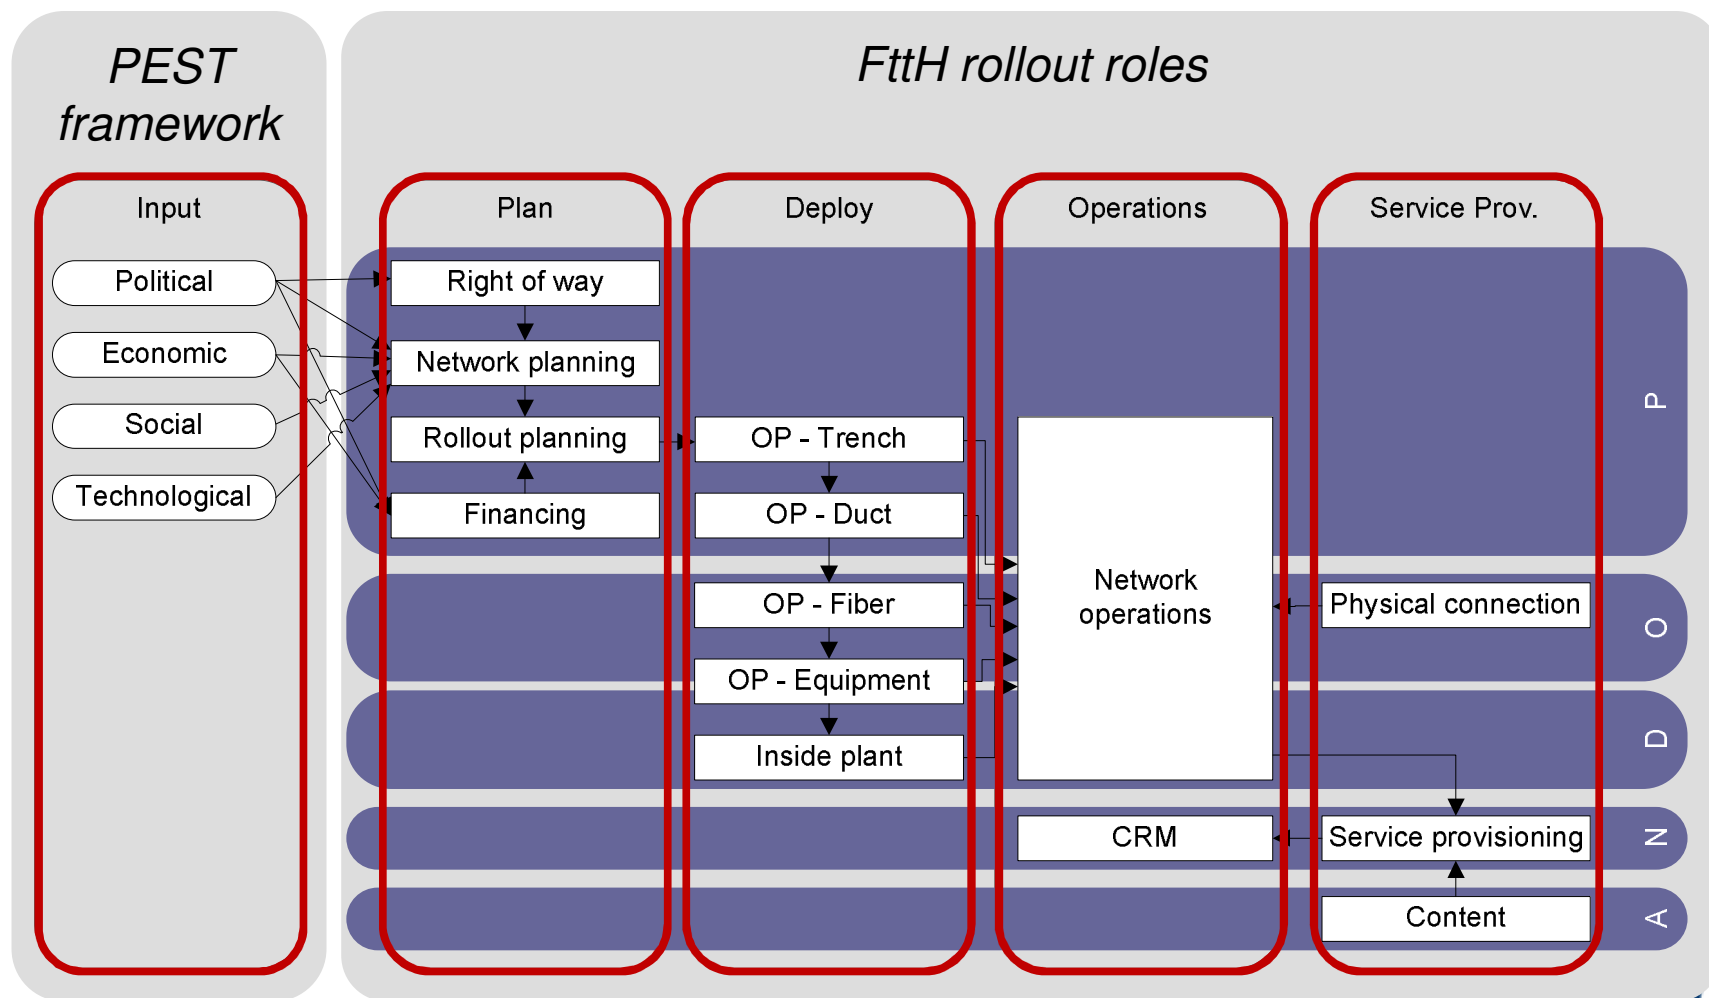 PEST
framework
FttH rollout roles
Input
Plan
Deploy
Operations
Service Prov.
Political
Economic
Social
Technological
Right of way
Network planning
Rollout planning
Financing
OP - Trench
OP - Duct
OP - Fiber
OP - Equipment
Inside plant
Network
operations
CRM
Physical connection
Service provisioning
Content
P
O
D
N
A